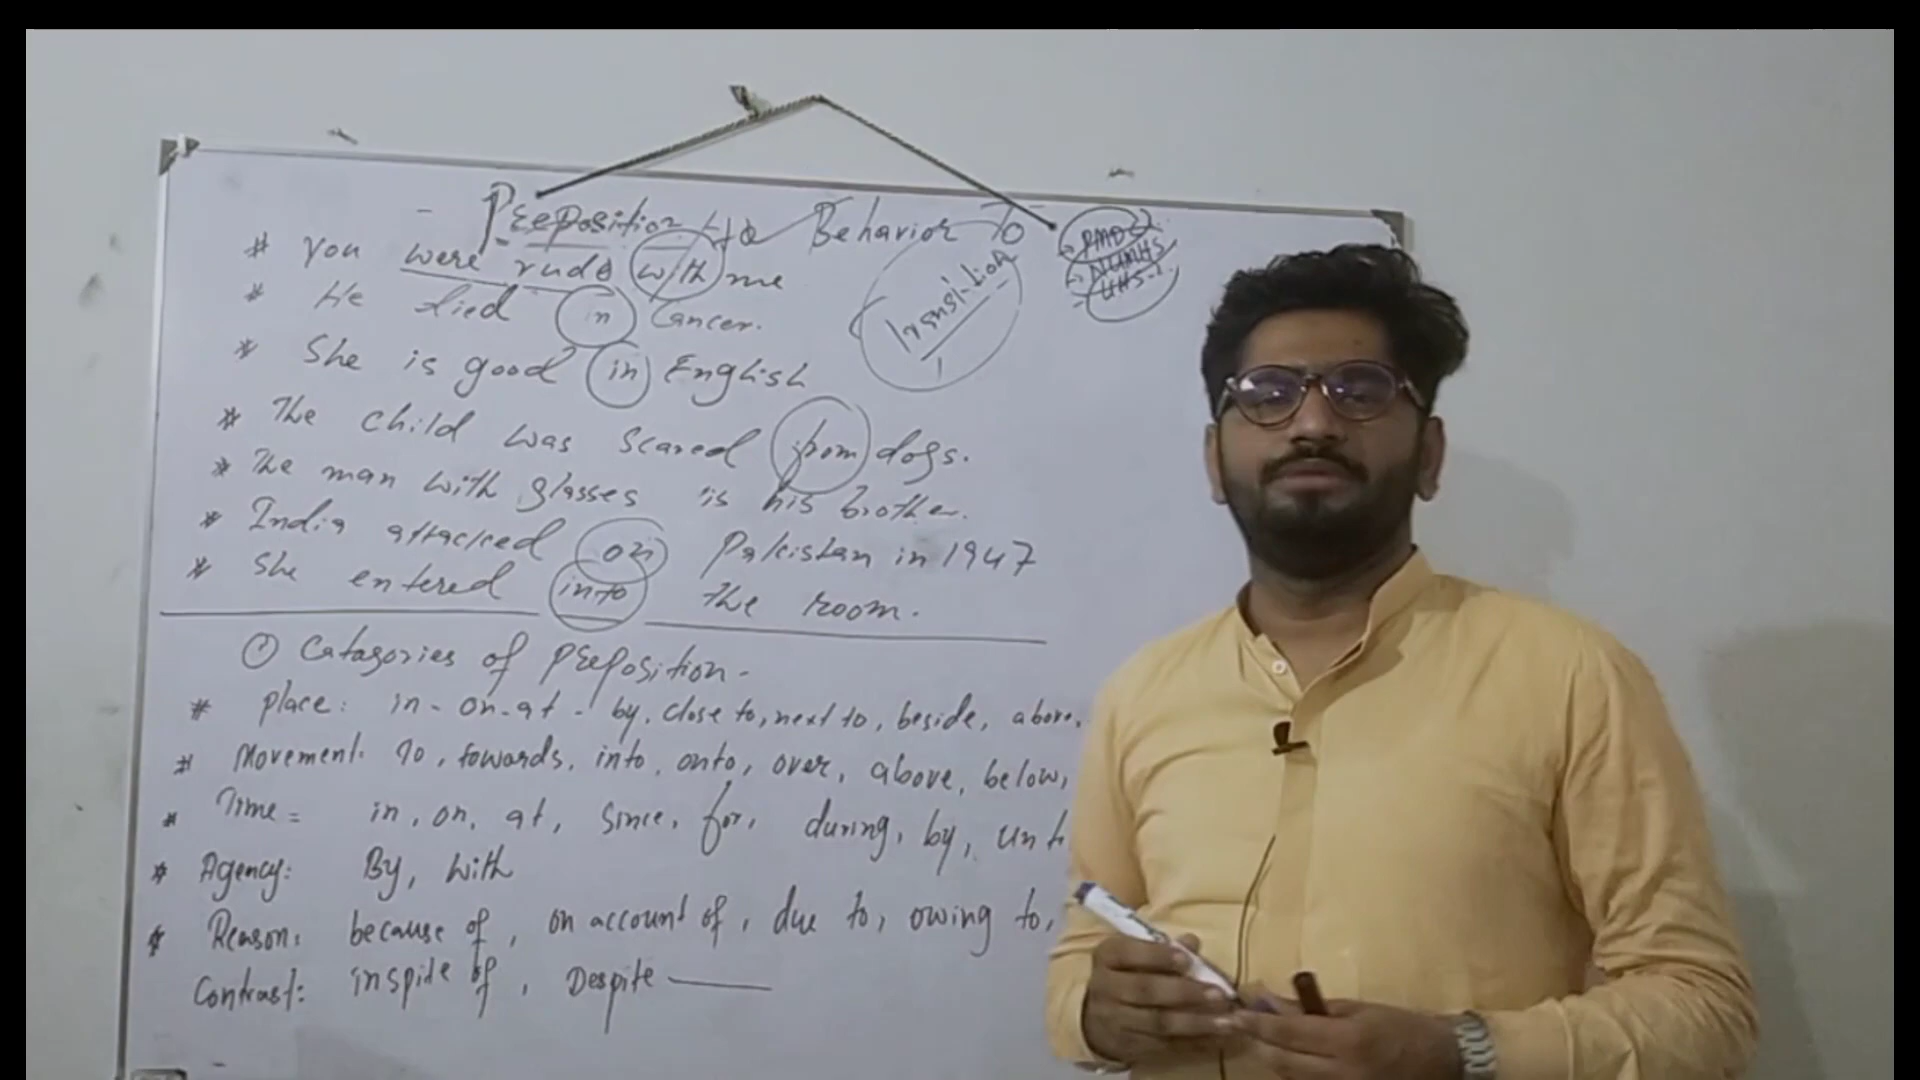 - Preposition Behavior To
# You were rude with me
* He died in Cancer.
* She is good in English
* The child was scared from dogs.
* The man with glasses is his brother.
* India attacked on Pakistan in 1947
* She entered into the room.
Transition
NUMHS
UHS
① Catagories of preposition -
* place: in - on - at - by, close to, next to, beside, above,
# Movement: To, towards, into, onto, over, above, below,
* Time = in, on, at, since, for, during, by, unti
* Agency: By, with
* Reason: because of, on account of, due to, owing to,
Contrast: inspite of, Despite